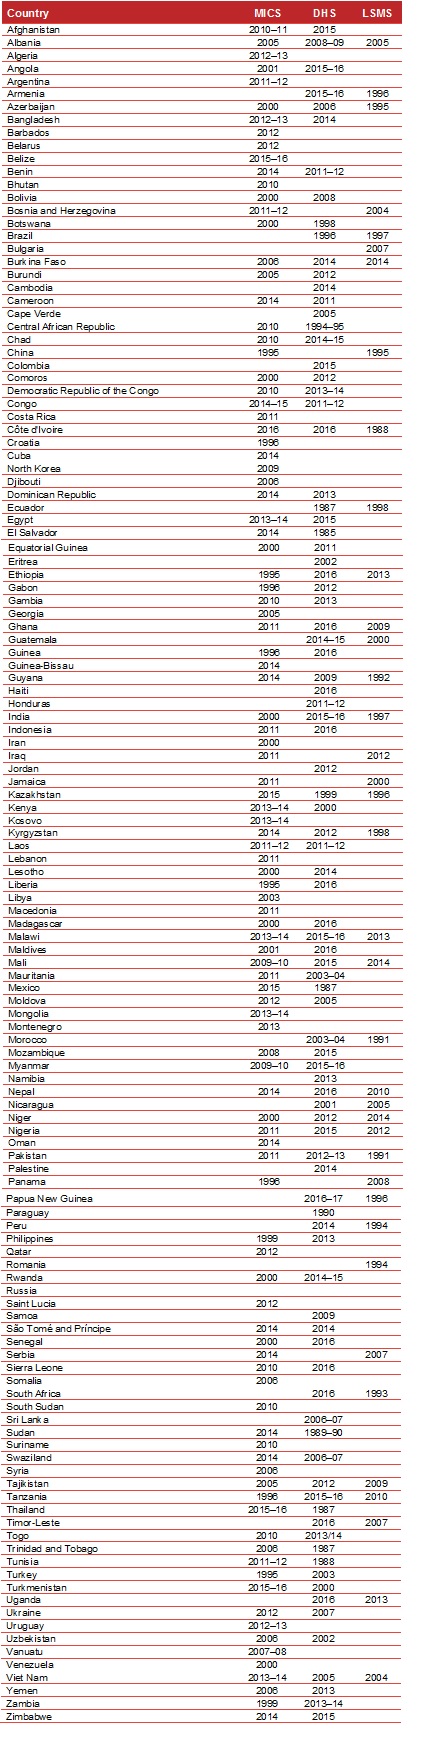 Country MICS DHS LSMS
Afghanistan 2010–11 2015
Albania 2005 2008–09 2005
Algeria 2012–13
Angola 2001 2015–16
Argentina 2011–12
Armenia 2015–16 1996
Azerbaijan 2000 2006 1995
Bangladesh 2012–13 2014
Barbados 2012
Belarus 2012
Belize 2015–16
Benin 2014 2011–12
Bhutan 2010
Bolivia 2000 2008
Bosnia and Herzegovina 2011–12 2004
Botswana 2000 1998
Brazil 1996 1997
Bulgaria 2007
Burkina Faso 2006 2014 2014
Burundi 2005 2012
Cambodia 2014
Cameroon 2014 2011
Cape Verde 2005
Central African Republic 2010 1994–95
Chad 2010 2014–15
China 1995 1995
Colombia 2015
Comoros 2000 2012
Democratic Republic of the Congo 2010 2013–14
Congo 2014–15 2011–12
Costa Rica 2011
Côte d'Ivoire 2016 2016 1988
Croatia 1996
Cuba 2014
North Korea 2009
Djibouti 2006
Dominican Republic 2014 2013
Ecuador 1987 1998
Egypt 2013–14 2015
El Salvador 2014 1985
Equatorial Guinea 2000 2011
Eritrea 2002
Ethiopia 1995 2016 2013
Gabon 1996 2012
Gambia 2010 2013
Georgia 2005
Ghana 2011 2016 2009
Guatemala 2014–15 2000
Guinea 1996 2016
Guinea-Bissau 2014
Guyana 2014 2009 1992
Haiti 2016
Honduras 2011–12
India 2000 2015–16 1997
Indonesia 2011 2016
Iran 2000
Iraq 2011 2012
Jordan 2012
Jamaica 2011 2000
Kazakhstan 2015 1999 1996
Kenya 2013–14 2000
Kosovo 2013–14
Kyrgyzstan 2014 2012 1998
Laos 2011–12 2011–12
Lebanon 2011
Lesotho 2000 2014
Liberia 1995 2016
Libya 2003
Macedonia 2011
Madagascar 2000 2016
Malawi 2013–14 2015–16 2013
Maldives 2001 2016
Mali 2009–10 2015 2014
Mauritania 2011 2003–04
Mexico 2015 1987
Moldova 2012 2005
Mongolia 2013–14
Montenegro 2013
Morocco 2003–04 1991
Mozambique 2008 2015
Myanmar 2009–10 2015–16
Namibia 2013
Nepal 2014 2016 2010
Nicaragua 2001 2005
Niger 2000 2012 2014
Nigeria 2011 2015 2012
Oman 2014
Pakistan 2011 2012–13 1991
Palestine 2014
Panama 1996 2008
Papua New Guinea 2016–17 1996
Paraguay 1990
Peru 2014 1994
Philippines 1999 2013
Qatar 2012
Romania 1994
Rwanda 2000 2014–15
Russia
Saint Lucia 2012
Samoa 2009
São Tomé and Príncipe 2014 2014
Senegal 2000 2016
Serbia 2014 2007
Sierra Leone 2010 2016
Somalia 2006
South Africa 2016 1993
South Sudan 2010
Sri Lanka 2006–07
Sudan 2014 1989–90
Suriname 2010
Swaziland 2014 2006–07
Syria 2006
Tajikistan 2005 2012 2009
Tanzania 1996 2015–16 2010
Thailand 2015–16 1987
Timor-Leste 2016 2007
Togo 2010 2013/14
Trinidad and Tobago 2006 1987
Tunisia 2011–12 1988
Turkey 1995 2003
Turkmenistan 2015–16 2000
Uganda 2016 2013
Ukraine 2012 2007
Uruguay 2012–13
Uzbekistan 2006 2002
Vanuatu 2007–08
Venezuela 2000
Viet Nam 2013–14 2005 2004
Yemen 2006 2013
Zambia 1999 2013–14
Zimbabwe 2014 2015